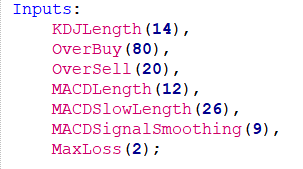 Inputs:
KDJLength(14),
OverBuy(80),
OverSell(20),
MACDLength(12),
MACDSlowLength(26),
MACDSignalSmoothing(9),
MaxLoss(2);